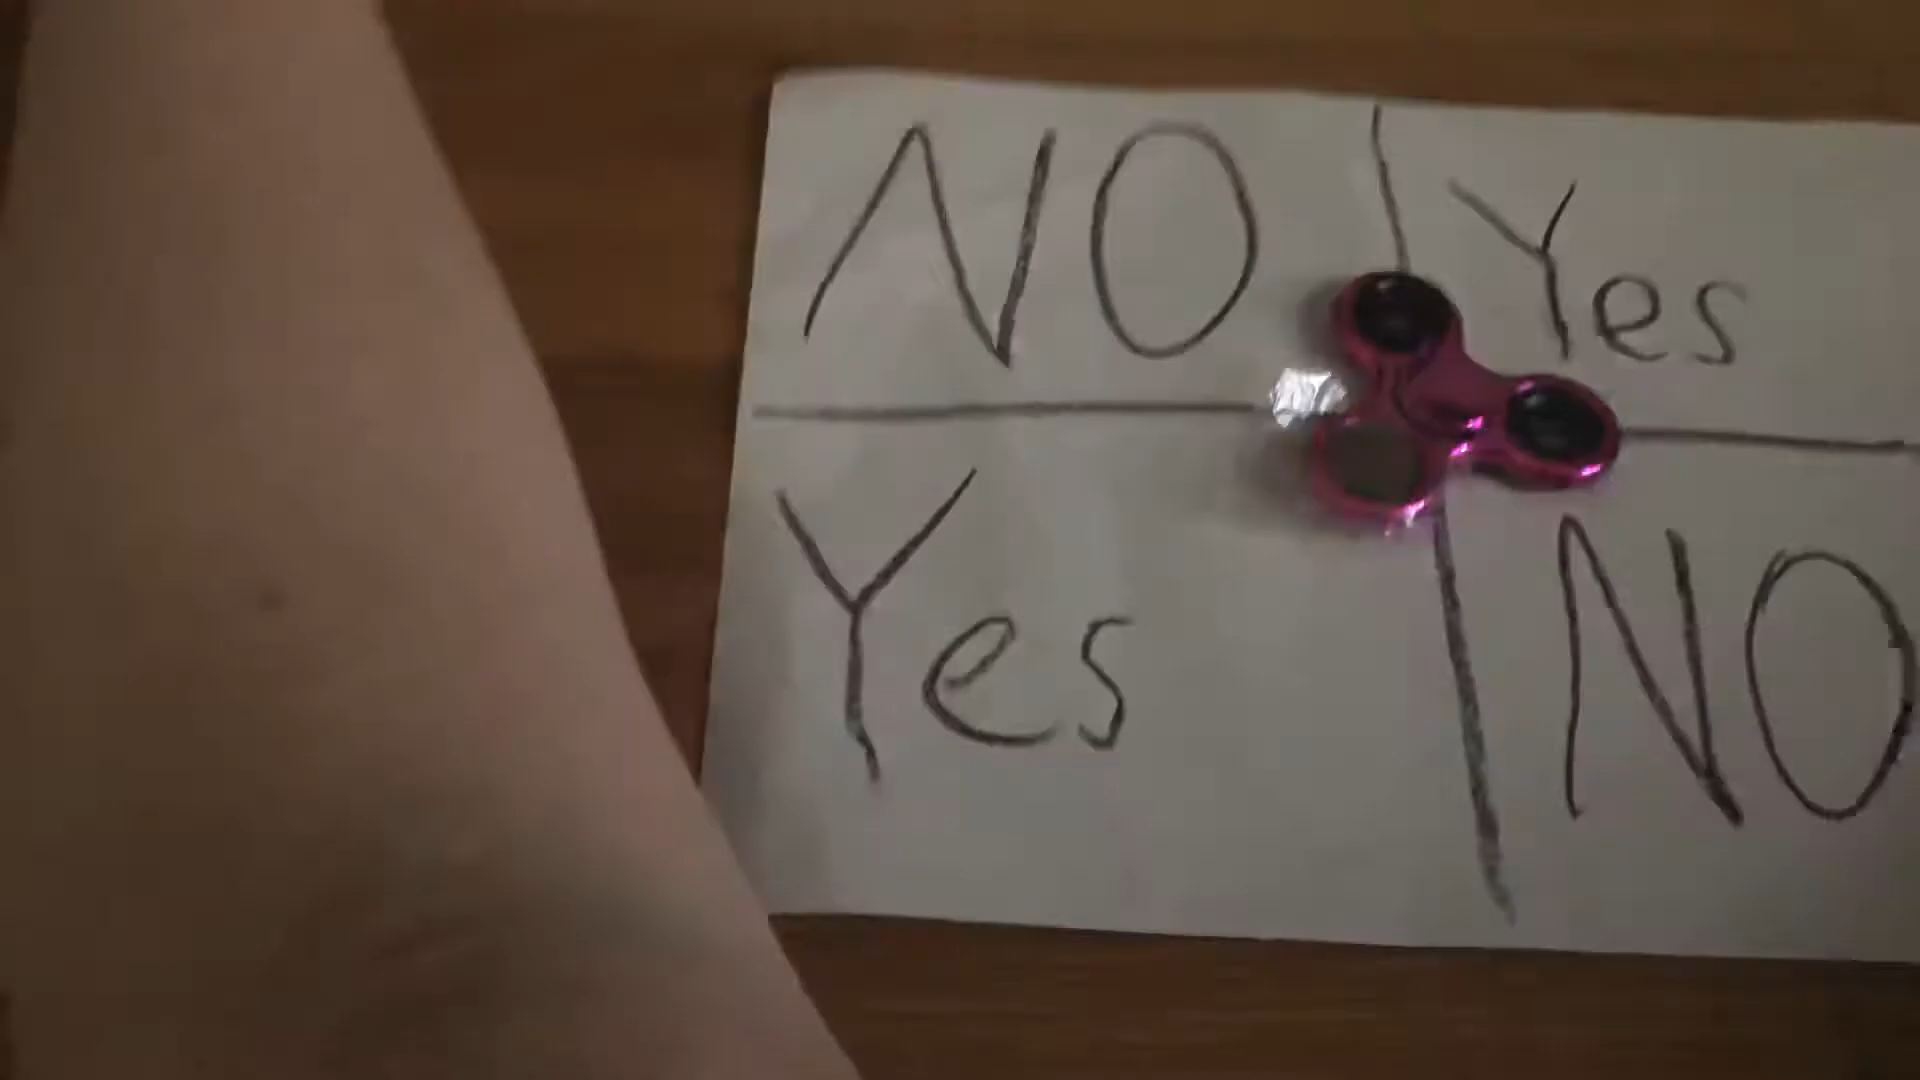 NO Yes
Yes NO